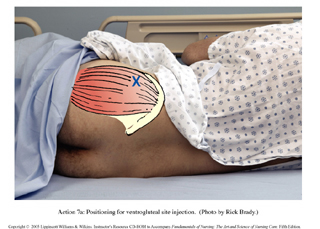 X
Action 7a: Positioning for ventrogluteal site injection. (Photo by Rick Brady.)
Copyright © 2005 Lippincott Williams & Wilkins. Instructor's Resource CD-ROM to Accompany Fundamentals of Nursing: The Art and Science of Nursing Care, Fifth Edition.